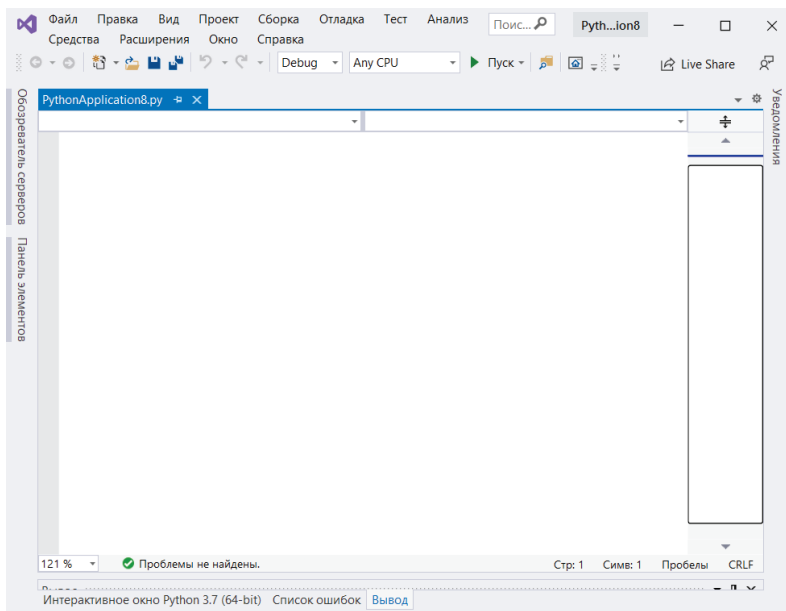 Файл Правка Вид Проект Сборка Отладка Тест Анализ Поис... Pyth...ion8
Средства Расширения Окно Справка
Debug Any CPU Пуск Live Share
PythonApplication8.py
Обозреватель серверов
Панель элементов
Уведомления
121 % Проблемы не найдены. Стр: 1 Симв: 1 Пробелы CRLF
Интерактивное окно Python 3.7 (64-bit) Список ошибок Вывод